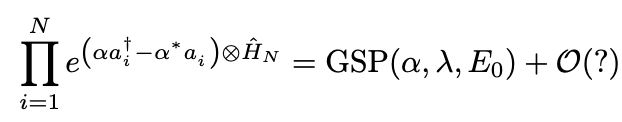 ∏_{i=1}^{N} e^{(αa_i^† − α^* a_i) ⊗ Ĥ_N} = GSP(α, λ, E_0) + 𝒪(?)